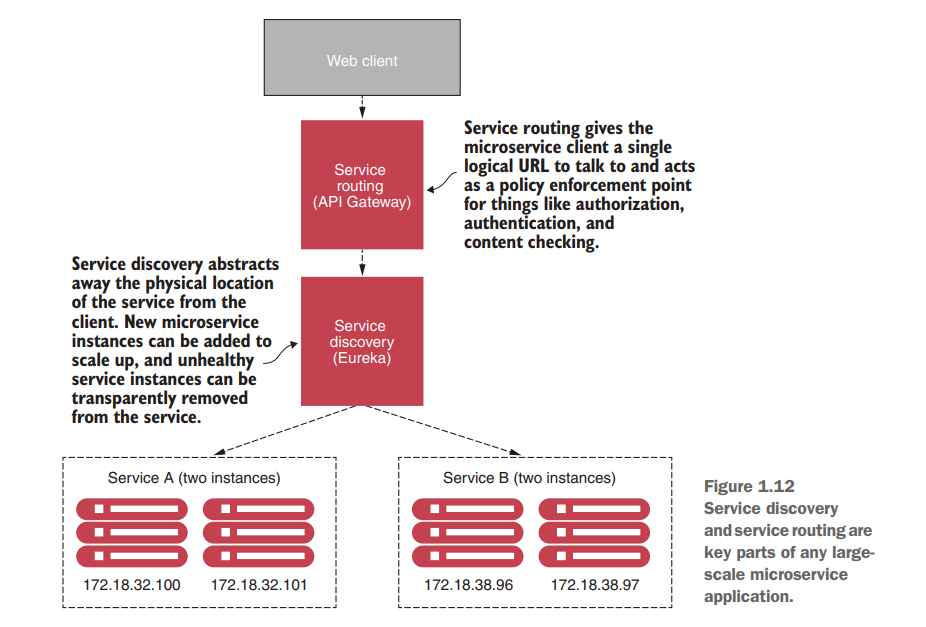 Web client
Service
routing
(API Gateway)
Service routing gives the
microservice client a single
logical URL to talk to and acts
as a policy enforcement point
for things like authorization,
authentication, and
content checking.
Service discovery abstracts
away the physical location
of the service from the
client. New microservice
instances can be added to
scale up, and unhealthy
service instances can be
transparently removed
from the service.
Service
discovery
(Eureka)
Service A (two instances)
172.18.32.100
172.18.32.101
Service B (two instances)
172.18.38.96
172.18.38.97
Figure 1.12
Service discovery
and service routing are
key parts of any large-
scale microservice
application.